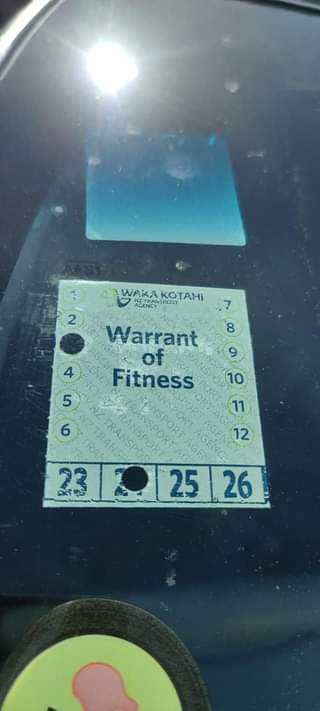 WAKA KOTAHI
NZ TRANSPORT
AGENCY
1
2
4
5
6
Warrant
of
Fitness
7
8
9
10
11
12
23
25
26